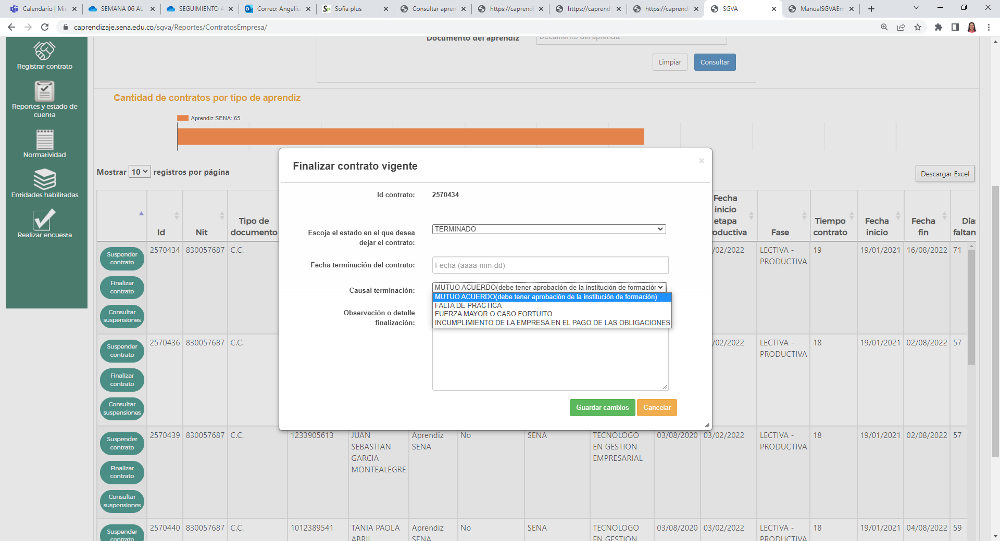 Calendario | Mic
SEMANA 06 AL
SEGUIMIENTO A
Correo: Angelica
Sofia plus
Consultar apren
https://caprendi
https://caprendi
https://caprendi
SGVA
ManualSGVAEm
caprendizaje.sena.edu.co/sgva/Reportes/ContratosEmpresa/
Registrar contrato
Reportes y estado de
cuenta
Normatividad
Entidades habilitadas
Realizar encuesta
Documento del aprendiz
Documento del aprendiz
Limpiar
Consultar
Cantidad de contratos por tipo de aprendiz
Aprendiz SENA: 65
Mostrar 10 registros por página
Descargar Excel
Id
Nit
Tipo de
documento
Fecha
inicio
etapa
oductiva
Fase
Tiempo
contrato
Fecha
inicio
Fecha
fin
Días
faltan
Finalizar contrato vigente
Id contrato: 2570434
Escoja el estado en el que desea
dejar el contrato:
TERMINADO
Fecha terminación del contrato:
Fecha (aaaa-mm-dd)
Causal terminación:
MUTUO ACUERDO(debe tener aprobación de la institución de formación
MUTUO ACUERDO(debe tener aprobación de la institución de formación)
FALTA DE PRACTICA
FUERZA MAYOR O CASO FORTUITO
INCUMPLIMIENTO DE LA EMPRESA EN EL PAGO DE LAS OBLIGACIONES
Observación o detalle
finalización:
Guardar cambios
Cancelar
Suspender
contrato
Finalizar
contrato
Consultar
suspensiones
2570434 830057687 C.C.
/02/2022 LECTIVA - 19 19/01/2021 16/08/2022 71
PRODUCTIVA
Suspender
contrato
Finalizar
contrato
Consultar
suspensiones
2570436 830057687 C.C.
/02/2022 LECTIVA - 18 19/01/2021 02/08/2022 57
PRODUCTIVA
Suspender
contrato
Finalizar
contrato
Consultar
suspensiones
2570439 830057687 C.C. 1233905613
JUAN
SEBASTIAN
GARCIA
MONTEALEGRE
Aprendiz
SENA
No
SENA
TECNOLOGO
EN GESTION
EMPRESARIAL
03/08/2020 03/02/2022
LECTIVA -
PRODUCTIVA
18 19/01/2021 02/08/2022 57
Suspender
contrato
2570440 830057687 C.C. 1012389541
TANIA PAOLA
ABRIL
Aprendiz
SENA
No
SENA
TECNOLOGO
EN GESTION
03/08/2020 03/02/2022
LECTIVA -
PRODUCTIVA
18 19/01/2021 04/08/2022 59